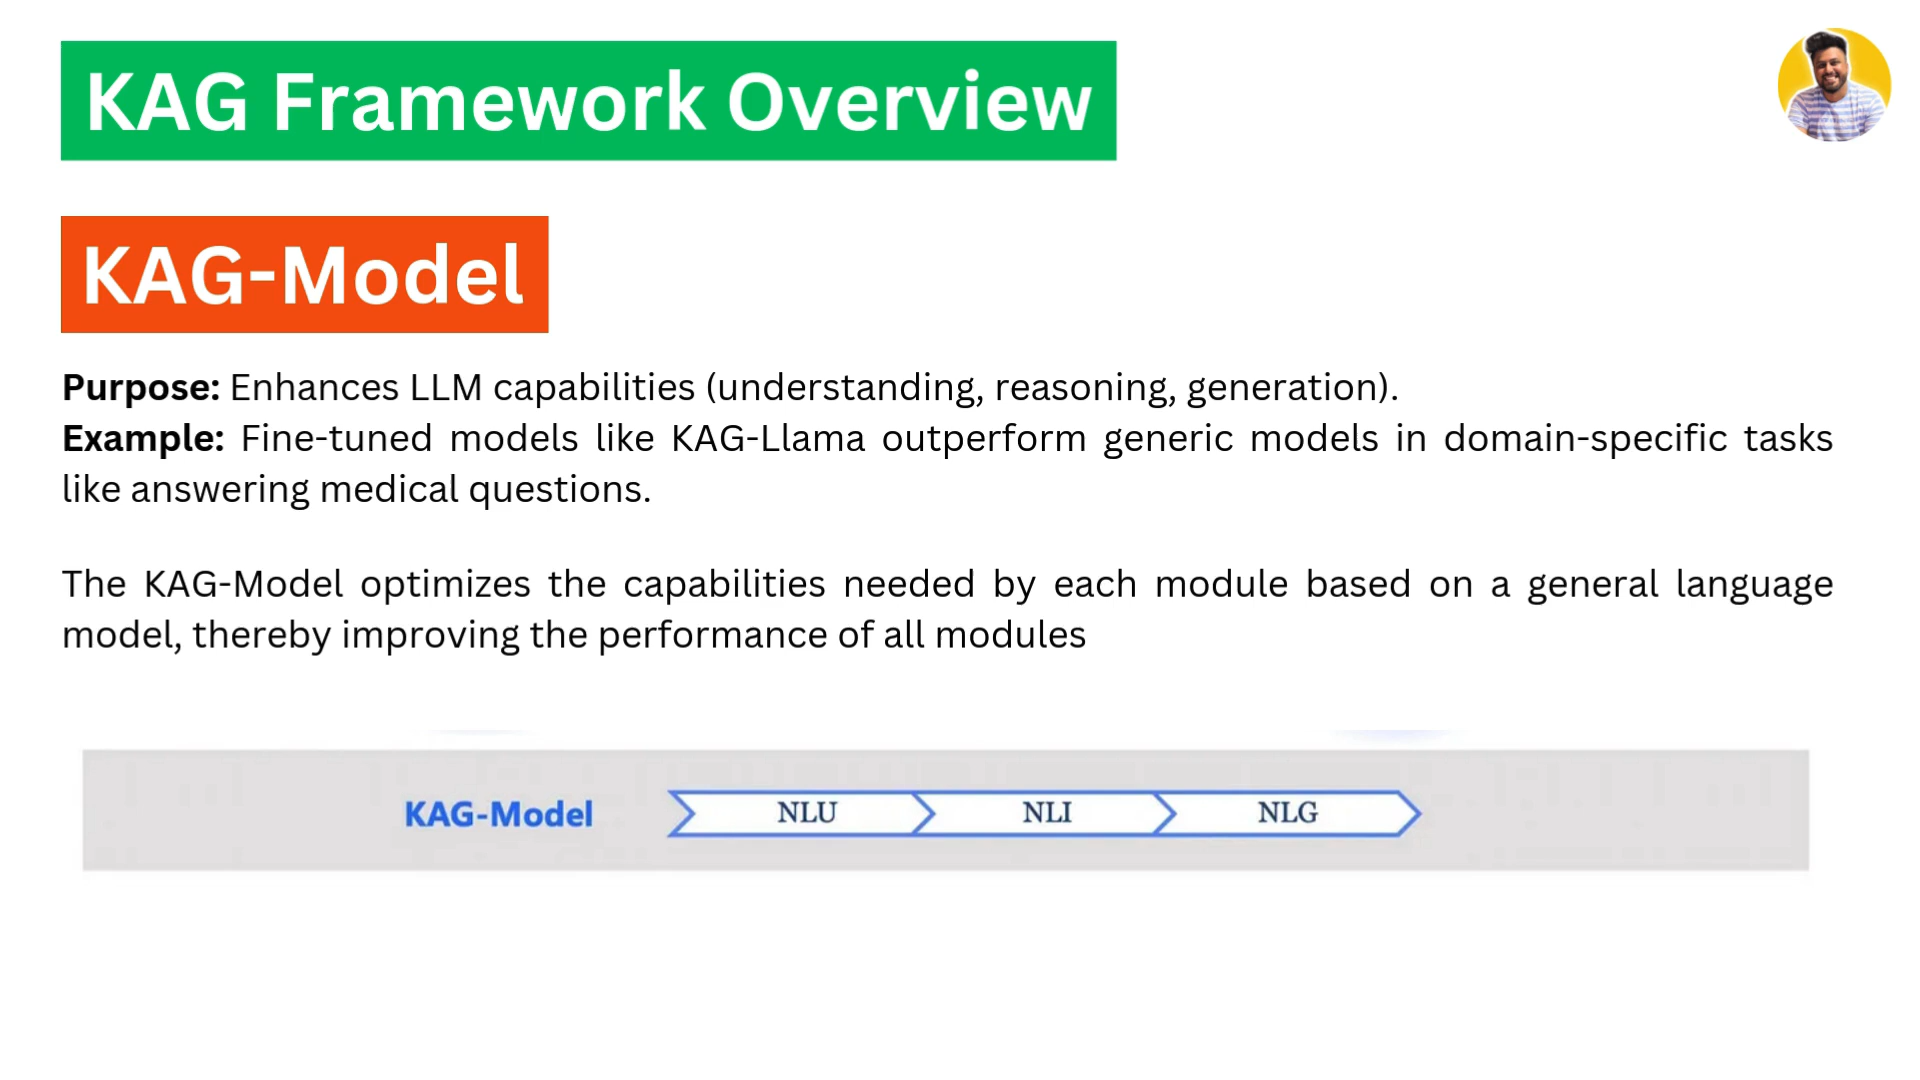 KAG Framework Overview
KAG-Model
Purpose: Enhances LLM capabilities (understanding, reasoning, generation).
Example: Fine-tuned models like KAG-Llama outperform generic models in domain-specific tasks
like answering medical questions.
The KAG-Model optimizes the capabilities needed by each module based on a general language
model, thereby improving the performance of all modules
KAG-Model NLU NLI NLG